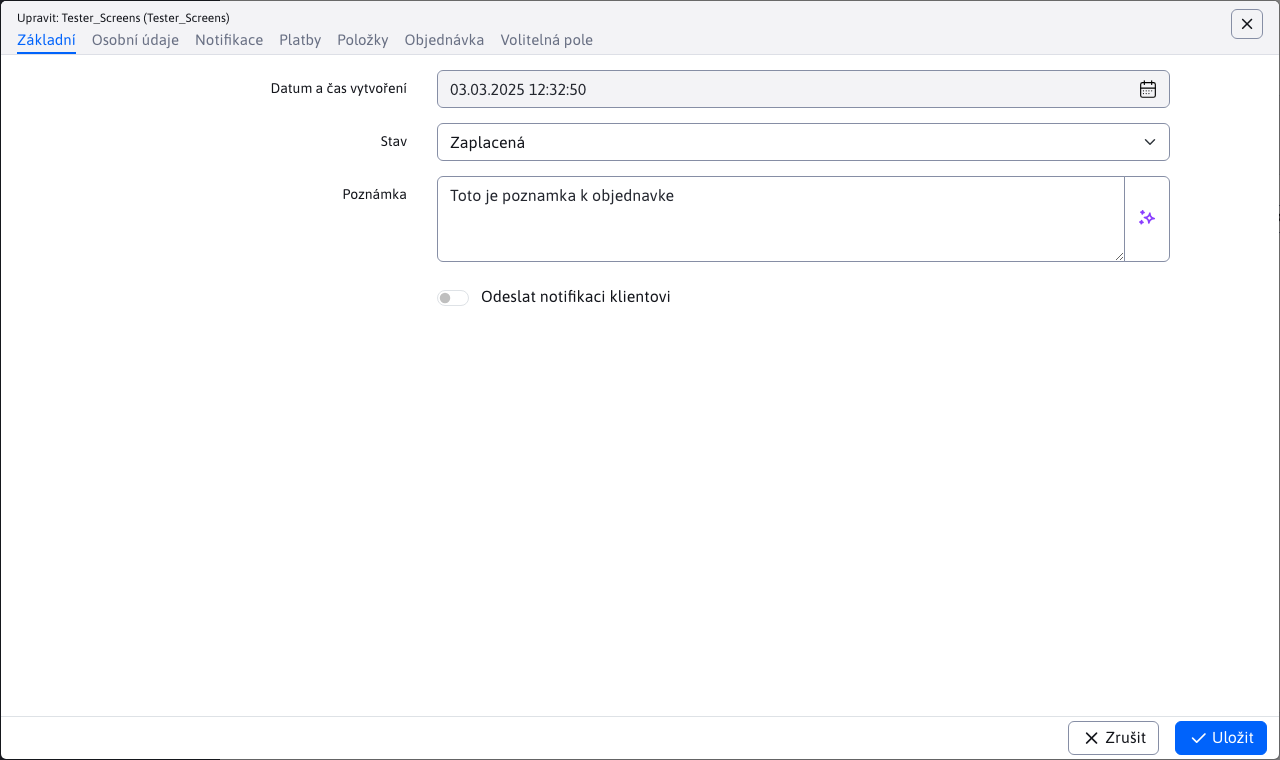 Upravit: Tester_Screens (Tester_Screens)
Základní Osobní údaje Notifikace Platby Položky Objednávka Volitelná pole
Datum a čas vytvoření 03.03.2025 12:32:50
Stav Zaplacená
Poznámka Toto je poznamka k objednavke
Odeslat notifikaci klientovi
Zrušit Uložit